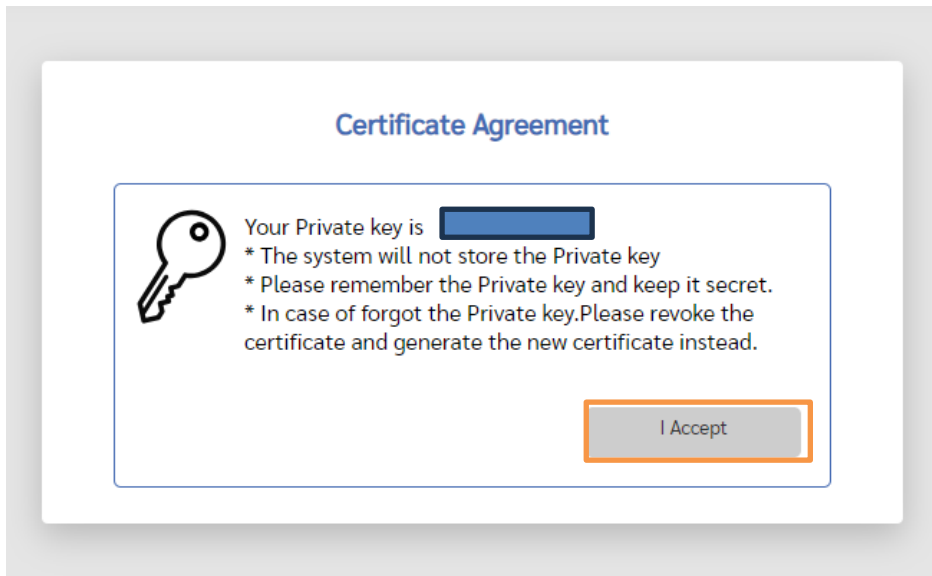 Certificate Agreement
Your Private key is
* The system will not store the Private key
* Please remember the Private key and keep it secret.
* In case of forgot the Private key.Please revoke the
certificate and generate the new certificate instead.
I Accept